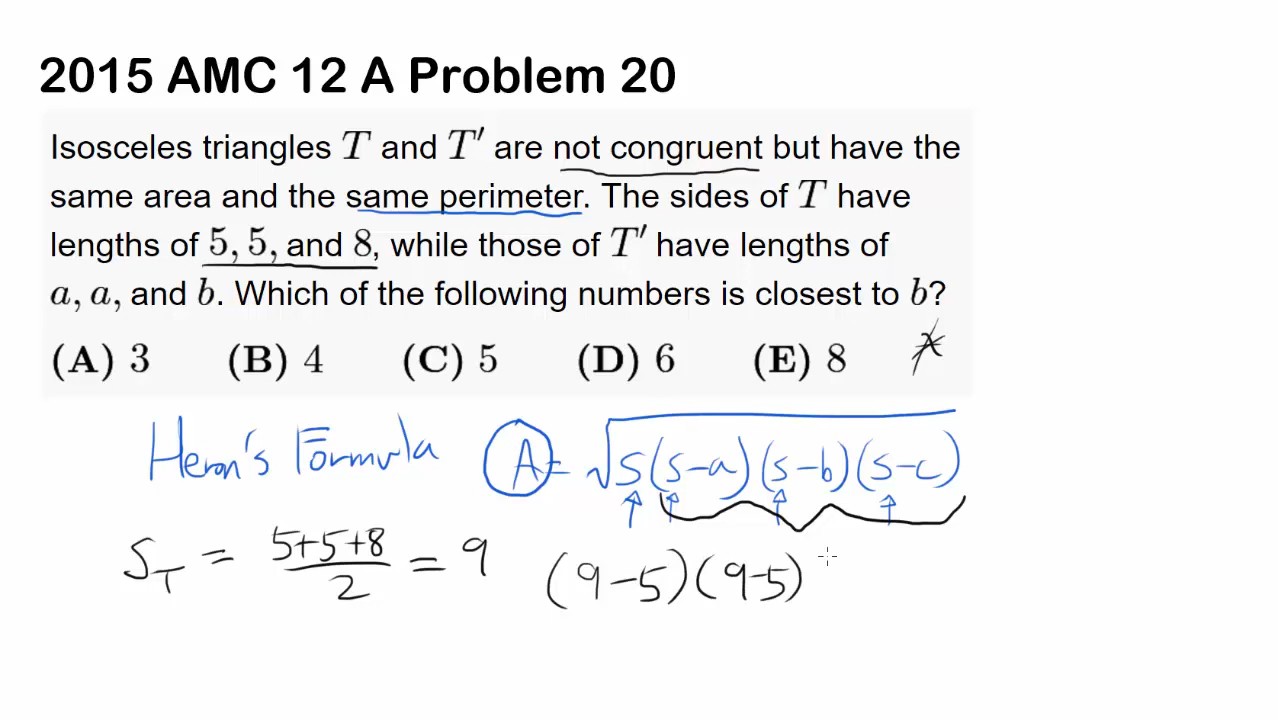 2015 AMC 12 A Problem 20
Isosceles triangles T and T′ are not congruent but have the
same area and the same perimeter. The sides of T have
lengths of 5, 5, and 8, while those of T′ have lengths of
a, a, and b. Which of the following numbers is closest to b?
(A) 3 (B) 4 (C) 5 (D) 6 (E) 8
Heron's Formula A = √s(s-a)(s-b)(s-c)
S_T = (5+5+8)/2 = 9 (9-5)(9-5)